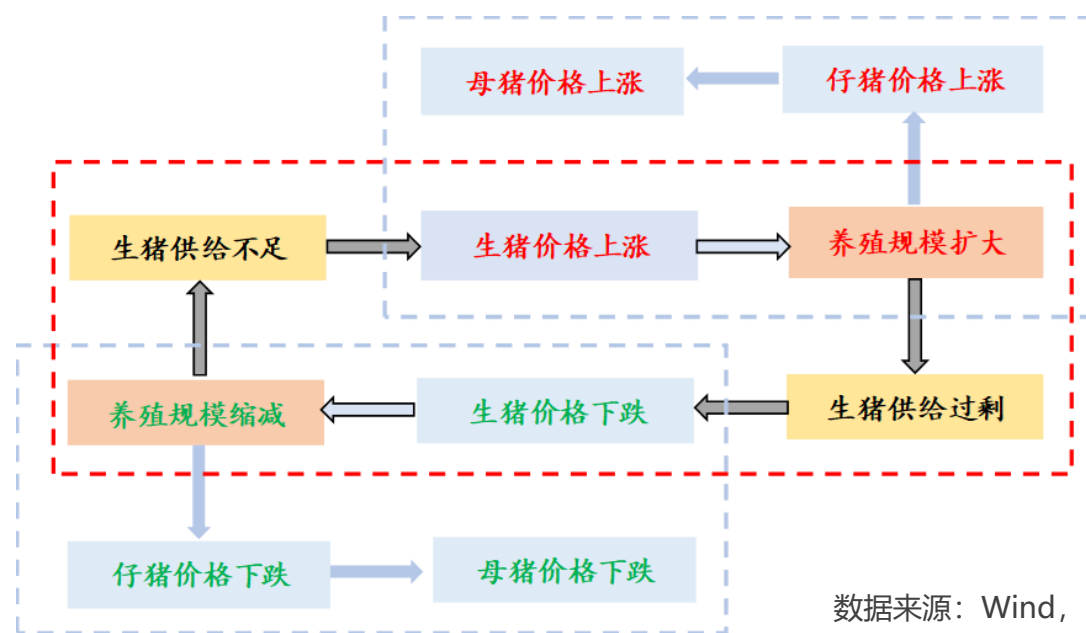 母猪价格上涨
仔猪价格上涨
生猪供给不足
生猪价格上涨
养殖规模扩大
养殖规模缩减
生猪价格下跌
生猪供给过剩
仔猪价格下跌
母猪价格下跌
数据来源：Wind，